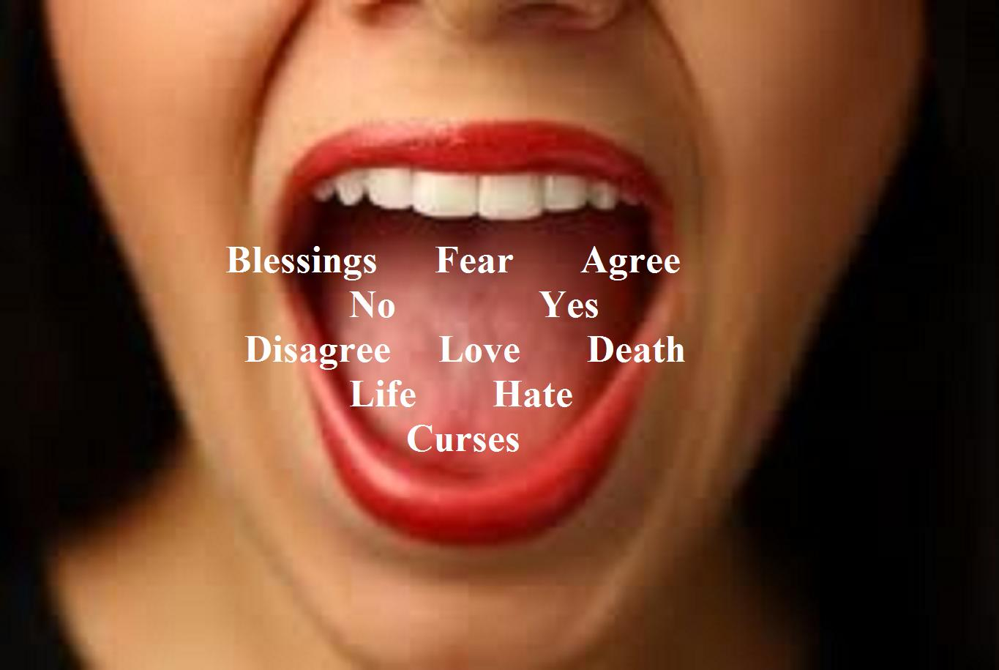 Blessings Fear Agree
No Yes
Disagree Love Death
Life Hate
Curses